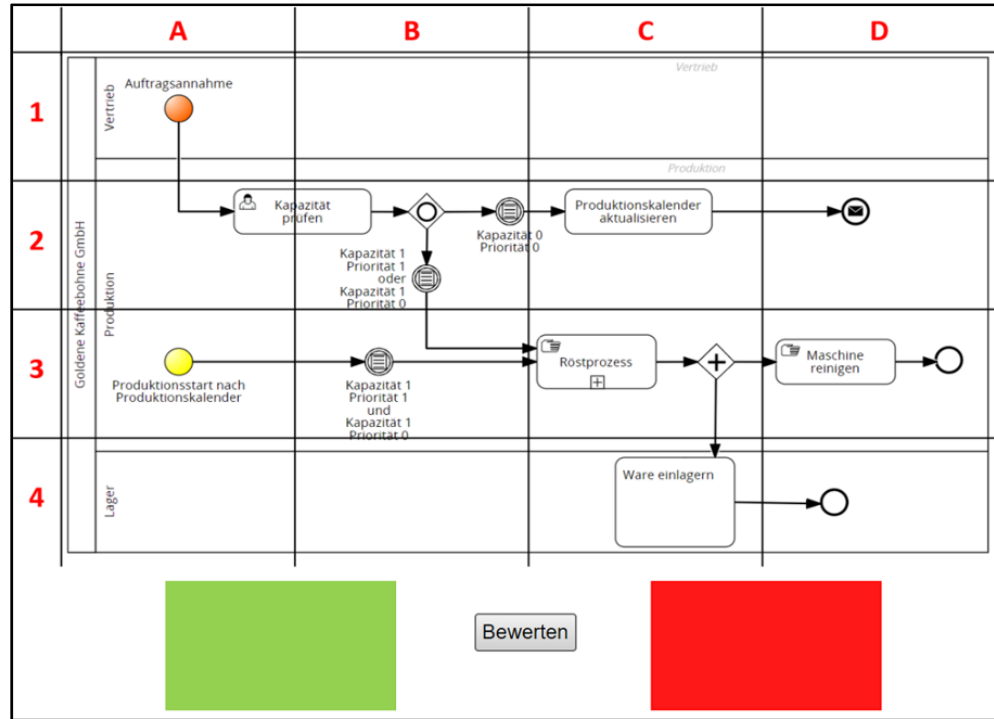 A B C D
1
2
3
4
Goldene Kaffeebohne GmbH
Vertrieb
Produktion
Lager
Vertrieb
Auftragsannahme
Produktion
Kapazität
prüfen
Kapazität 0
Priorität 0
Produktionskalender
aktualisieren
Kapazität 1
Priorität 1
oder
Kapazität 1
Priorität 0
Produktionsstart nach
Produktionskalender
Kapazität 1
Priorität 1
und
Kapazität 1
Priorität 0
Röstprozess
Maschine
reinigen
Ware einlagern
Bewerten